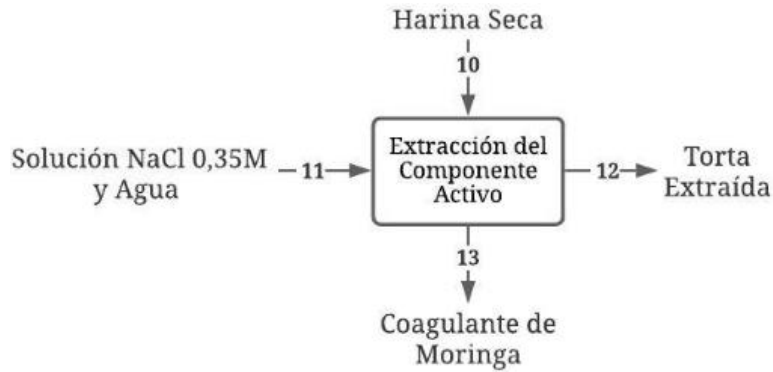 Harina Seca
10
Solución NaCl 0,35M
y Agua
11
Extracción del
Componente
Activo
12
Torta
Extraída
13
Coagulante de
Moringa